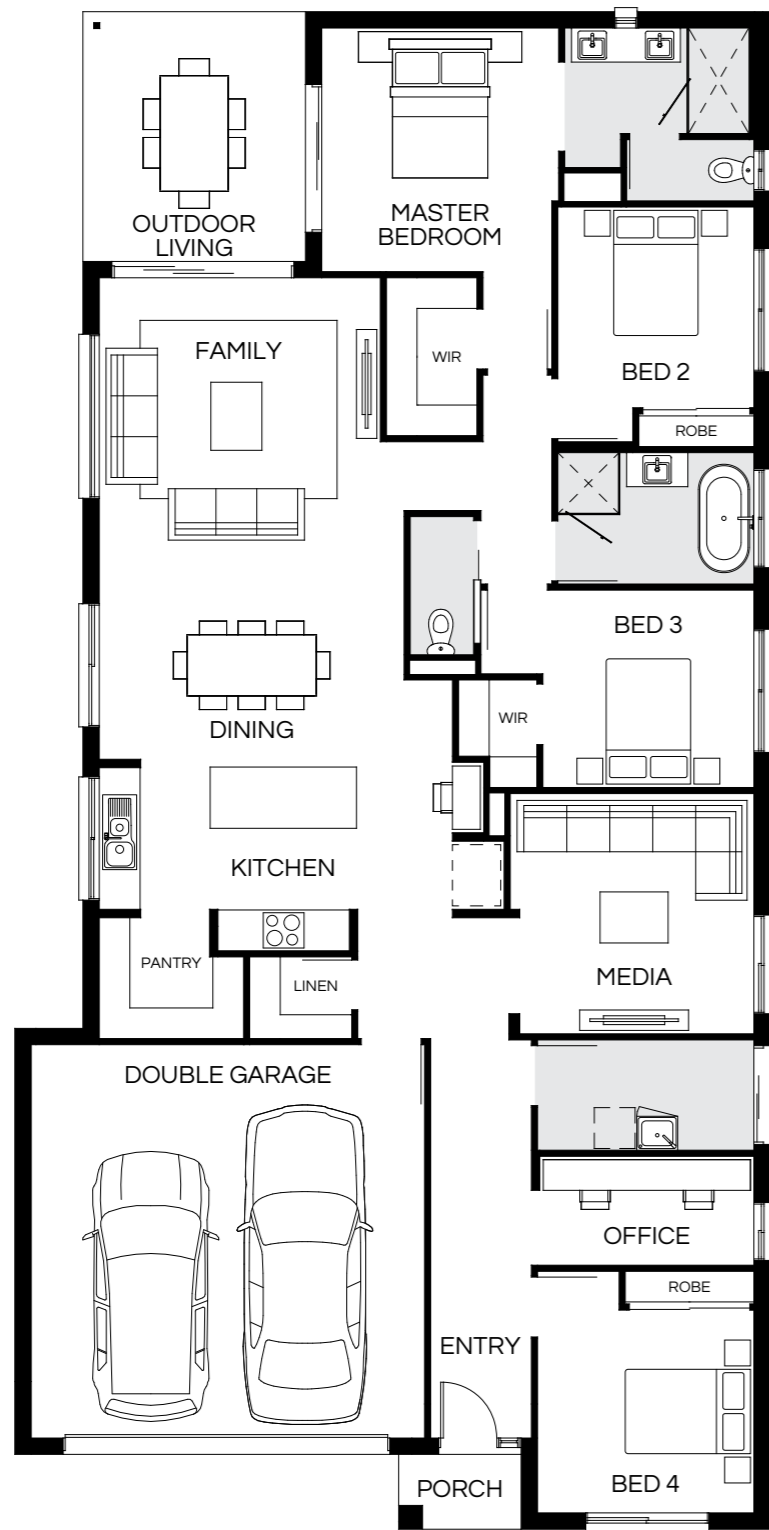 OUTDOOR
LIVING
MASTER
BEDROOM
FAMILY
WIR
BED 2
ROBE
BED 3
WIR
DINING
KITCHEN
PANTRY
LINEN
MEDIA
DOUBLE GARAGE
OFFICE
ROBE
ENTRY
BED 4
PORCH